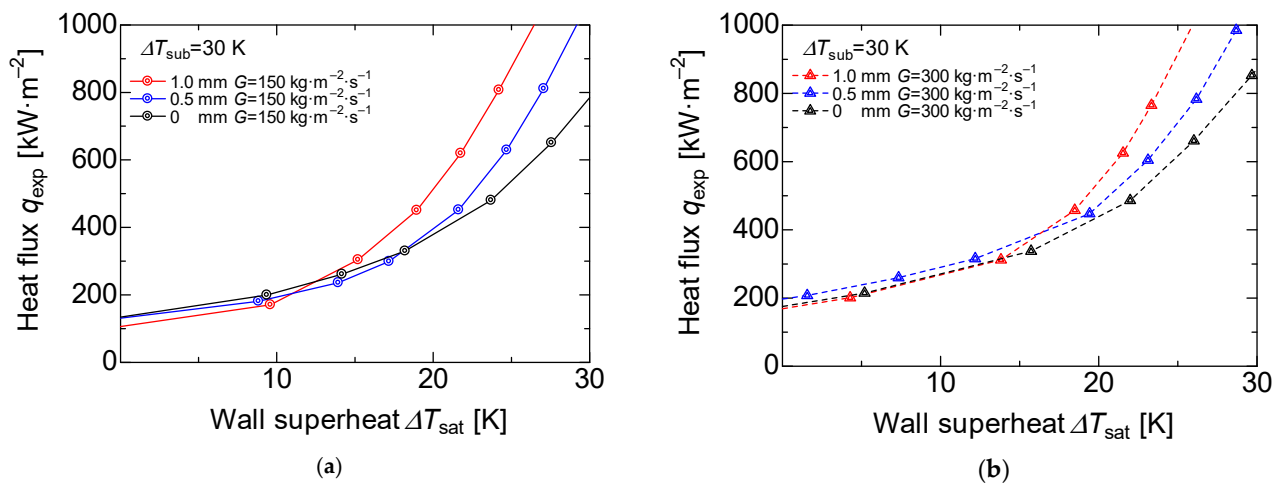 ΔTsub=30 K
1.0 mm G=150 kg·m−2·s−1
0.5 mm G=150 kg·m−2·s−1
0 mm G=150 kg·m−2·s−1
Heat flux qexp [kW·m−2]
1000
800
600
400
200
0
10 20 30
Wall superheat ΔTsat [K]
(a)
ΔTsub=30 K
1.0 mm G=300 kg·m−2·s−1
0.5 mm G=300 kg·m−2·s−1
0 mm G=300 kg·m−2·s−1
Heat flux qexp [kW·m−2]
1000
800
600
400
200
0
10 20 30
Wall superheat ΔTsat [K]
(b)